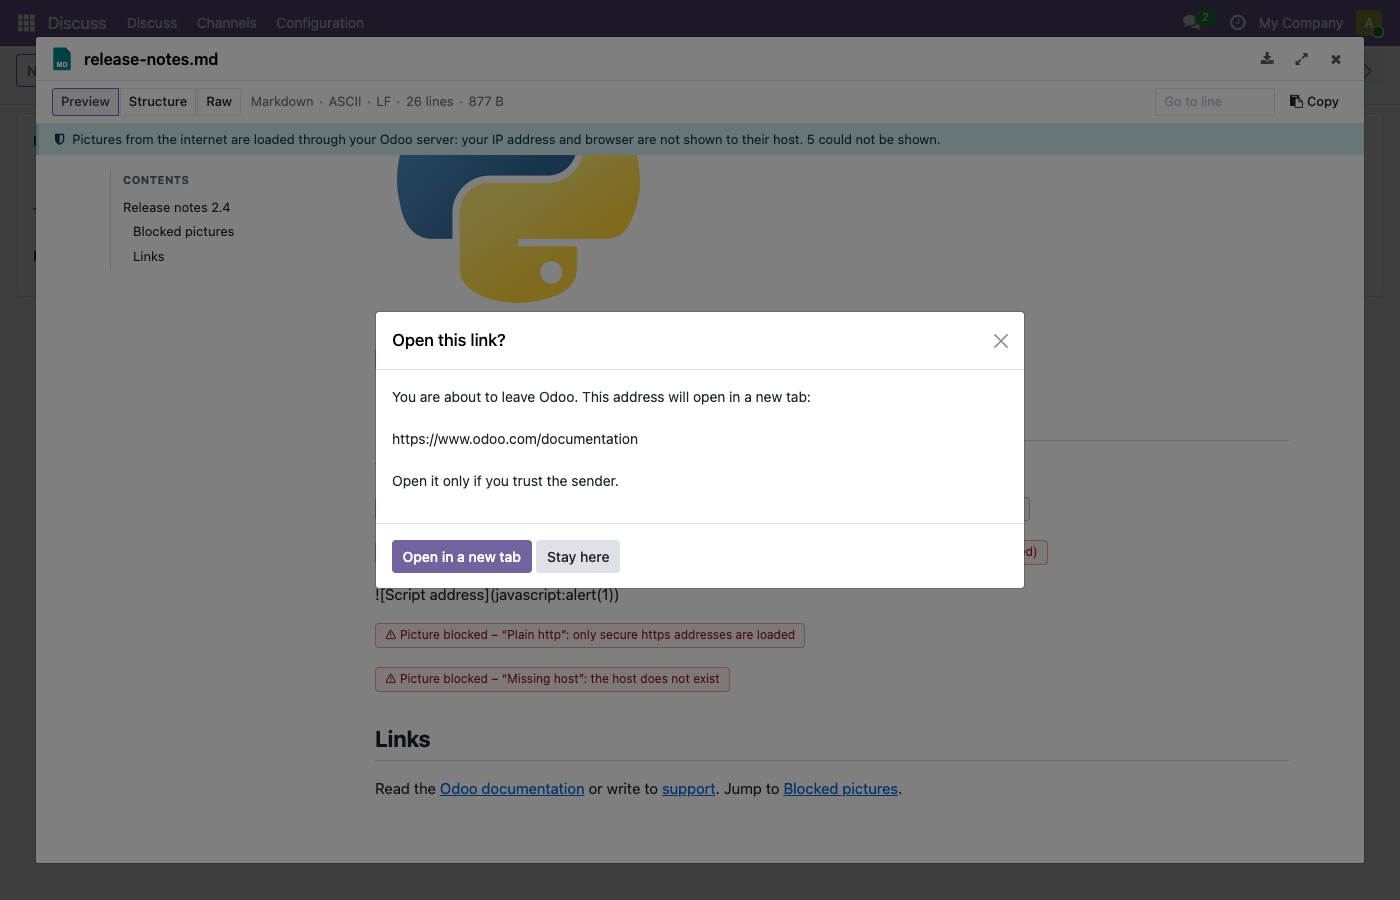 Discuss Discuss Channels Configuration 2 My Company A
MD release-notes.md
Preview Structure Raw Markdown · ASCII · LF · 26 lines · 877 B Go to line Copy
Pictures from the internet are loaded through your Odoo server: your IP address and browser are not shown to their host. 5 could not be shown.
CONTENTS
Release notes 2.4
Blocked pictures
Links
Open this link?
You are about to leave Odoo. This address will open in a new tab:
https://www.odoo.com/documentation
Open it only if you trust the sender.
Open in a new tab Stay here
![Script address](javascript:alert(1))
Picture blocked – “Plain http”: only secure https addresses are loaded
Picture blocked – “Missing host”: the host does not exist
Links
Read the Odoo documentation or write to support. Jump to Blocked pictures.